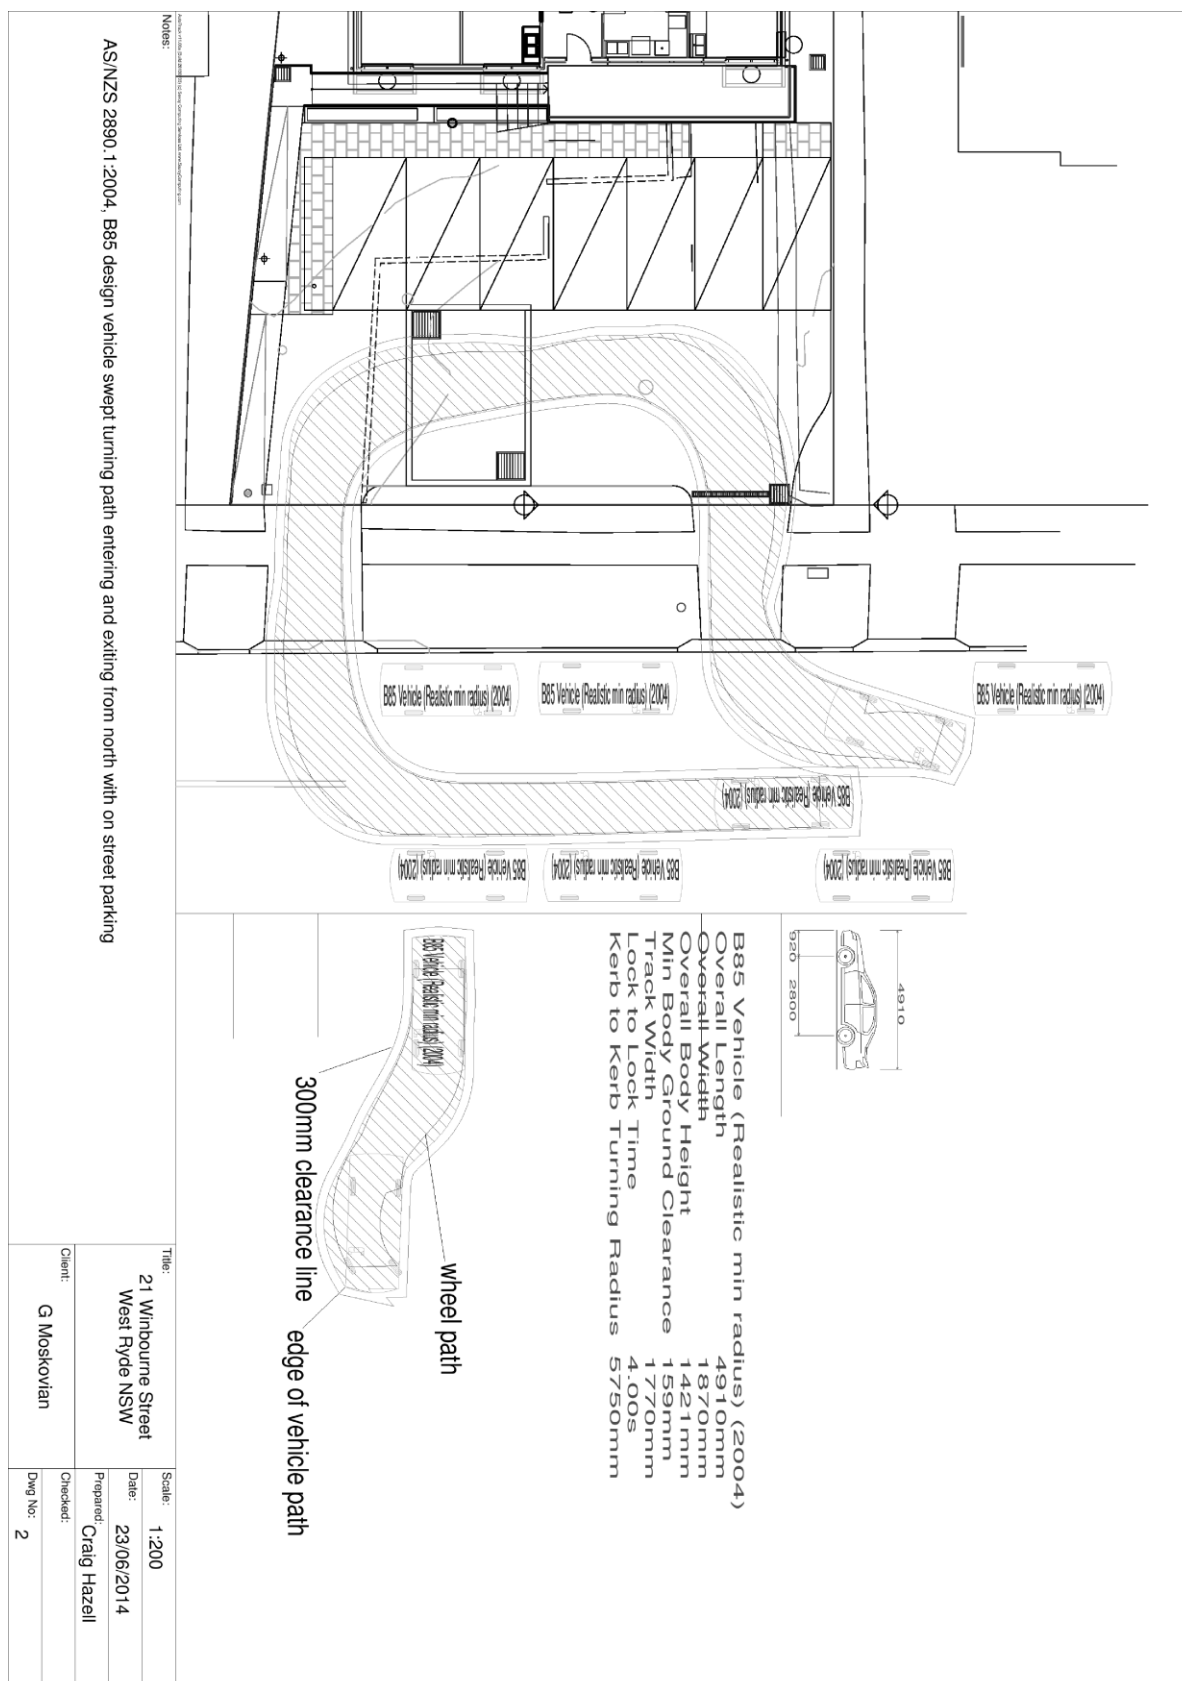 Notes:
AS/NZS 2890.1:2004, B85 design vehicle swept turning path entering and exiting from north with on street parking
B85 Vehicle (Realistic min radius) (2004)
B85 Vehicle (Realistic min radius) (2004)
B85 Vehicle (Realistic min radius) (2004)
B85 Vehicle (Realistic min radius) (2004)
B85 Vehicle (Realistic min radius) (2004)
B85 Vehicle (Realistic min radius) (2004)
B85 Vehicle (Realistic min radius) (2004)
B85 Vehicle (Realistic min radius) (2004)
4910
920
2800
B85 Vehicle (Realistic min radius) (2004)
Overall Length 4910mm
Overall Width 1870mm
Overall Body Height 1421mm
Min Body Ground Clearance 159mm
Track Width 1770mm
Lock to Lock Time 4.00s
Kerb to Kerb Turning Radius 5750mm
wheel path
300mm clearance line
edge of vehicle path
Title:
21 Winbourne Street
West Ryde NSW
Client:
G Moskovian
Scale: 1:200
Date: 23/06/2014
Prepared: Craig Hazell
Checked:
Dwg No: 2